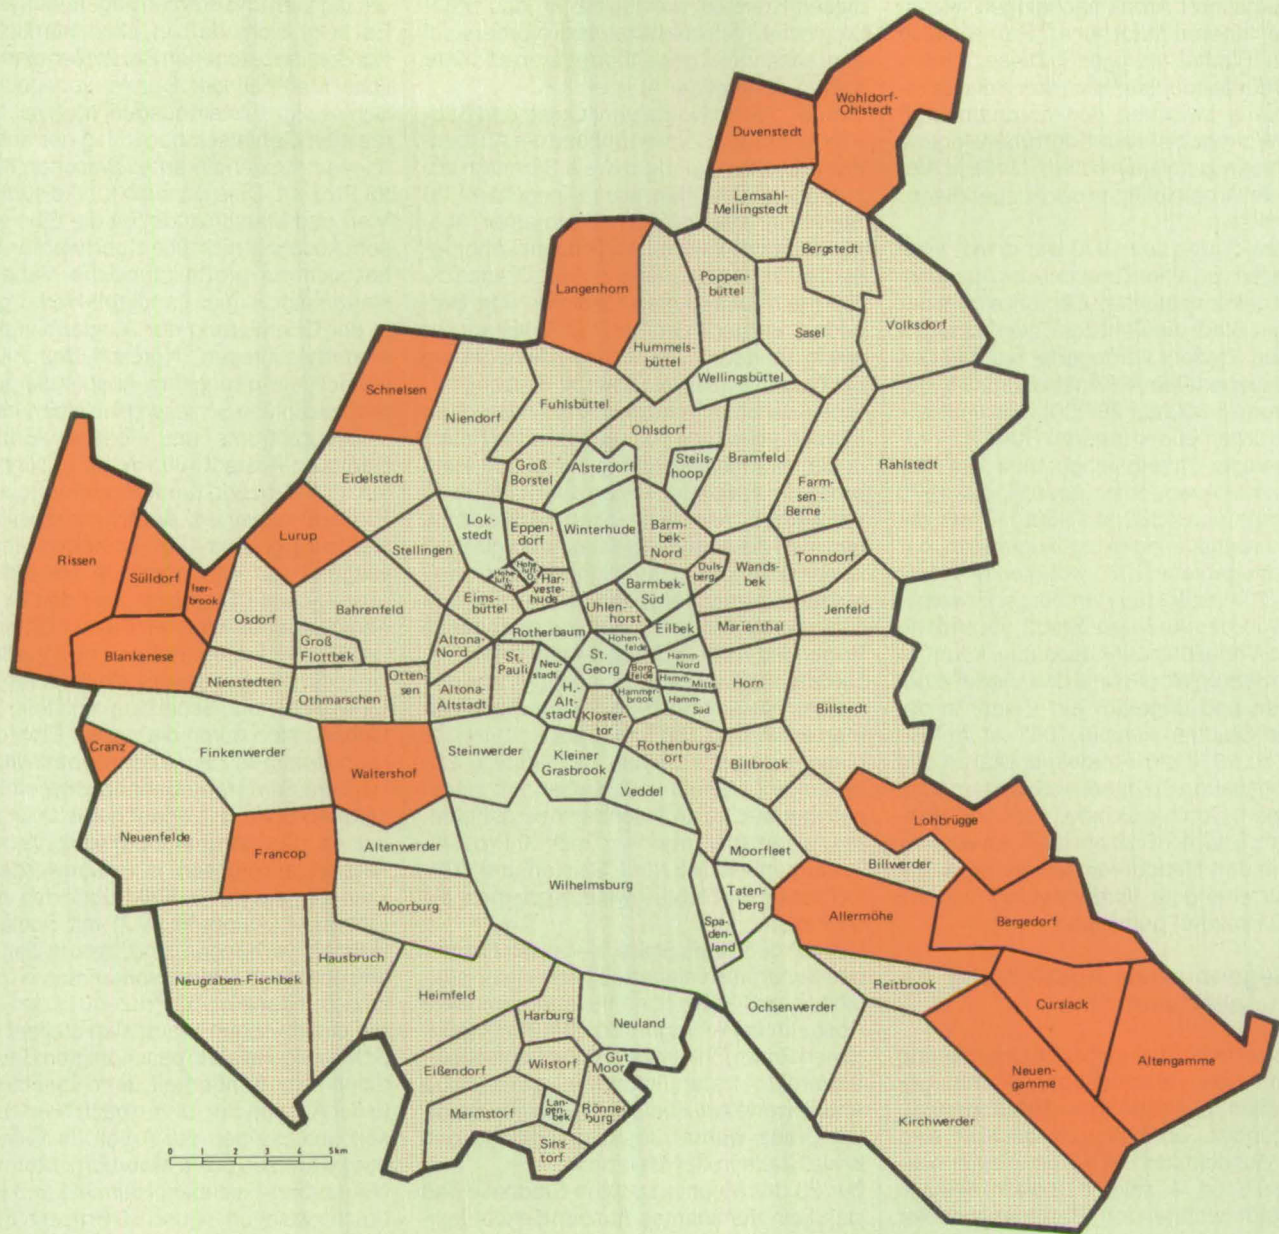 Wohldorf-
Ohlstedt
Duvenstedt
Lemsahl-
Mellingstedt
Bergstedt
Langenhorn
Poppen-
büttel
Volksdorf
Sasel
Hummels-
büttel
Wellingsbüttel
Schnelsen
Niendorf
Fuhlsbüttel
Ohlsdorf
Rahlstedt
Eidelstedt
Groß
Borstel
Alsterdorf
Steils-
hoop
Bramfeld
Farm-
sen-
Berne
Lurup
Stellingen
Lok-
stedt
Eppen-
dorf
Winterhude
Barm-
bek-
Nord
Tonndorf
Rissen
Sülldorf
Iser-
brook
Hohe-
luft-
O.
Hohe-
luft-W.
Har-
veste-
hude
Duls-
berg
Wands-
bek
Barmbek-
Süd
Osdorf
Bahrenfeld
Eims-
büttel
Uhlen-
horst
Jenfeld
Groß
Flottbek
Altona-
Nord
Rotherbaum
Eilbek
Marienthal
Hohen-
felde
Blankenese
Nienstedten
Othmarschen
Otten-
sen
Altona-
Altstadt
St.
Pauli
Neu-
stadt
St.
Georg
Borg-
felde
Hamm-
Nord
Hamm-Mitte
Hamm-
Süd
Horn
Billstedt
H.-
Alt-
stadt
Hammer-
brook
Kloster-
tor
Cranz
Finkenwerder
Waltershof
Steinwerder
Kleiner
Grasbrook
Rothenburgs-
ort
Billbrook
Veddel
Neuenfelde
Francop
Altenwerder
Moorfleet
Lohbrügge
Billwerder
Wilhelmsburg
Taten-
berg
Moorburg
Spa-
den-
land
Allermöhe
Bergedorf
Neugraben-Fischbek
Hausbruch
Heimfeld
Reitbrook
Curslack
Ochsenwerder
Harburg
Neuland
Altengamme
Eißendorf
Wilstorf
Gut
Moor
Neuen-
gamme
Marmstorf
Lan-
gen-
bek
Rönne-
burg
Kirchwerder
Sins-
torf
0 1 2 3 4 5 km